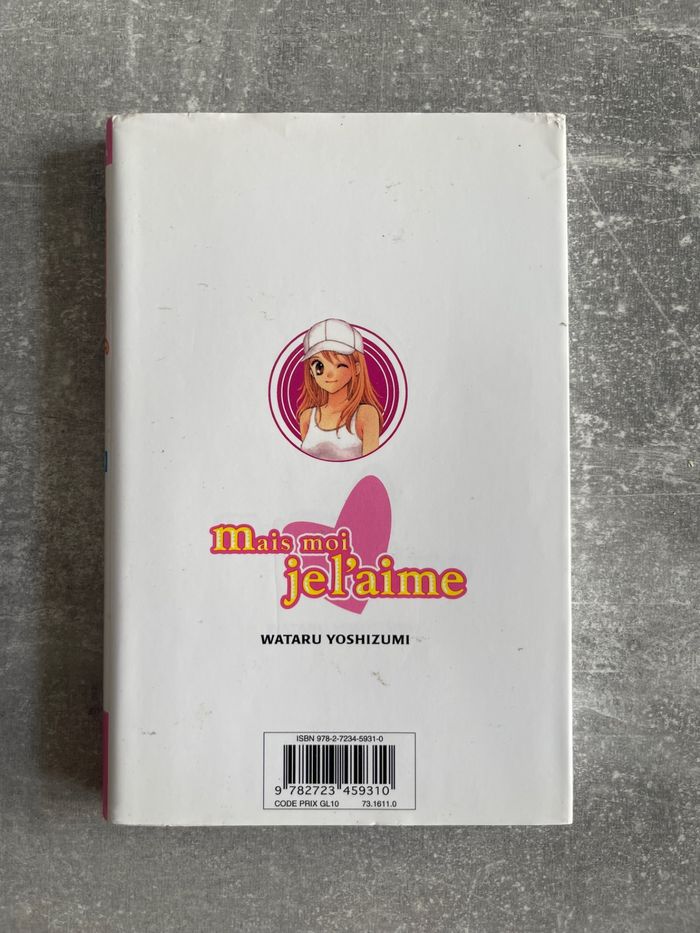 mais moi
je l'aime
WATARU YOSHIZUMI
ISBN 978-2-7234-5931-0
9 782723 459310
CODE PRIX GL10 73.1611.0